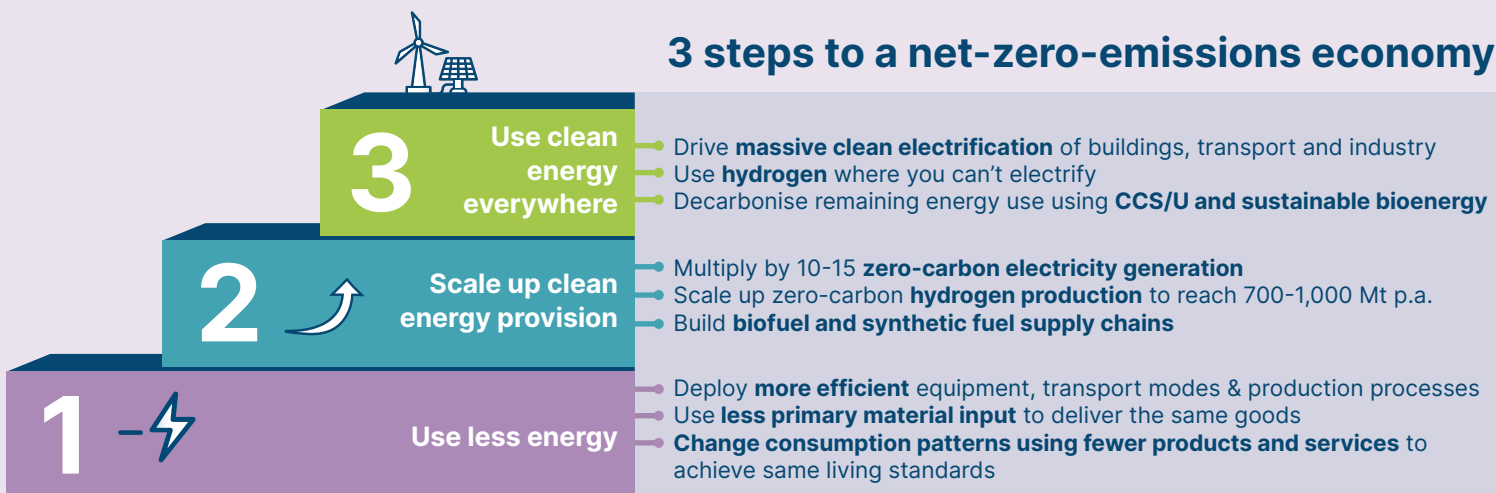 3 steps to a net-zero-emissions economy
3
Use clean
energy
everywhere
Drive massive clean electrification of buildings, transport and industry
Use hydrogen where you can’t electrify
Decarbonise remaining energy use using CCS/U and sustainable bioenergy
2
Scale up clean
energy provision
Multiply by 10-15 zero-carbon electricity generation
Scale up zero-carbon hydrogen production to reach 700-1,000 Mt p.a.
Build biofuel and synthetic fuel supply chains
1
Use less energy
Deploy more efficient equipment, transport modes & production processes
Use less primary material input to deliver the same goods
Change consumption patterns using fewer products and services to
achieve same living standards